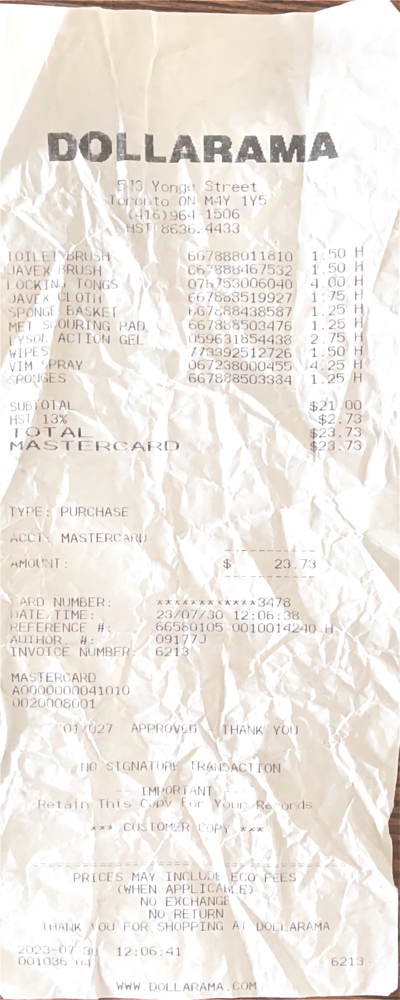 DOLLARAMA
Yonge Street
Toronto ON M4Y 1Y5
(416)964-1506
HST
TOILET BRUSH 667888011810 1.50 H
JAVEX BRUSH 667888467532 1.50 H
LOCKING TONGS 076753006040 4.00 H
JAVEX CLOTH 667888519927 1.75 H
SPONGE BASKET 667888438587 1.25 H
MET SCOURING PAD 667888503476 1.25 H
LYSOL ACTION GEL 059631854438 2.75 H
WIPES 773392512726 1.50 H
VIM SPRAY 067238000455 4.25 H
SPONGES 667888503384 1.25 H
SUBTOTAL $21.00
HST 13% $2.73
TOTAL $23.73
MASTERCARD $23.73
TYPE: PURCHASE
ACCT: MASTERCARD
AMOUNT: $ 23.73
CARD NUMBER: ************3478
DATE/TIME: 23/07/30 12:06:38
REFERENCE #: 66580105 0010014240 H
AUTHOR. #: 09177J
INVOICE NUMBER: 6213
MASTERCARD
A0000000041010
0020008001
01/027 APPROVED - THANK YOU
NO SIGNATURE TRANSACTION
-- IMPORTANT --
Retain This Copy For Your Records
*** CUSTOMER COPY ***
PRICES MAY INCLUDE ECO FEES
(WHEN APPLICABLE)
NO EXCHANGE
NO RETURN
THANK YOU FOR SHOPPING AT DOLLARAMA
2023-07-30 12:06:41
001036 6213
WWW.DOLLARAMA.COM